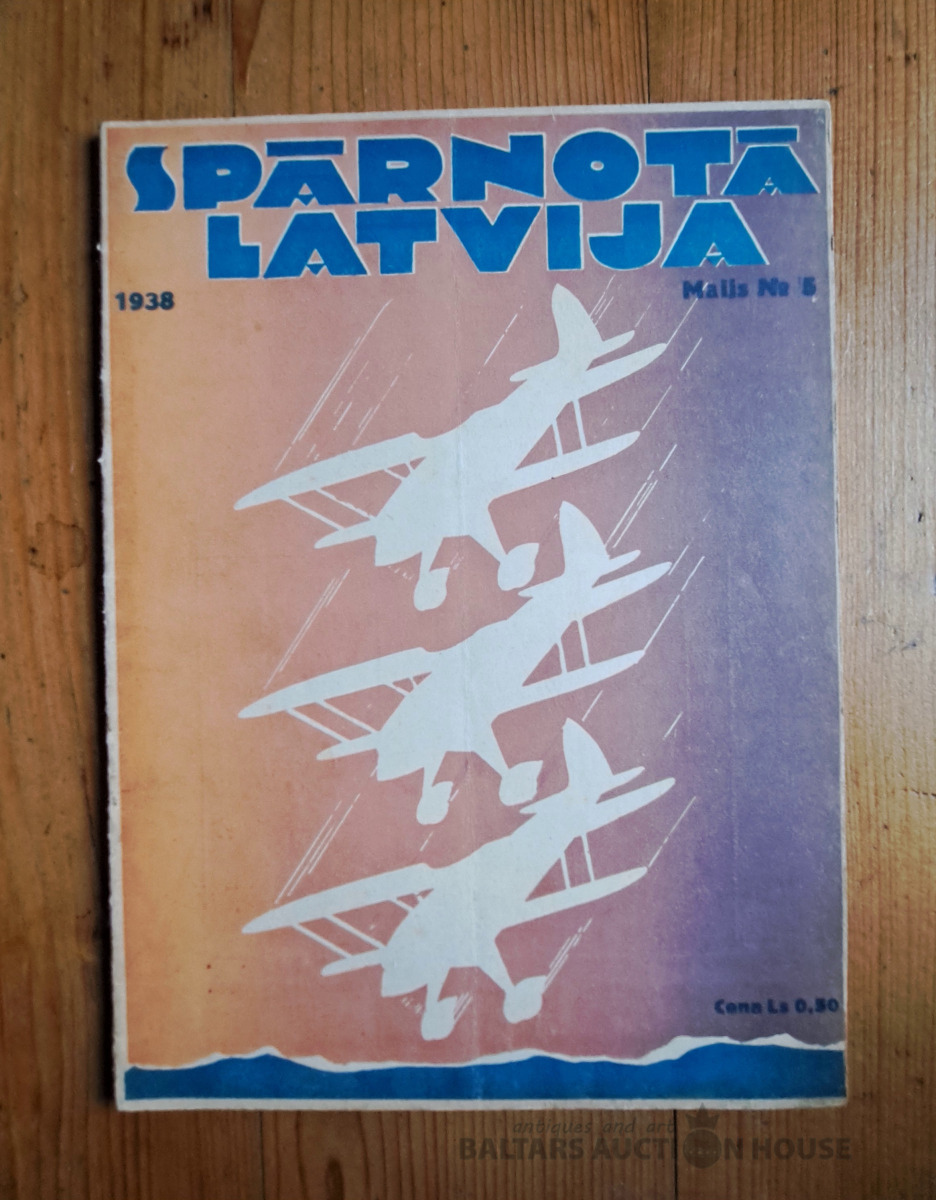 SPĀRNOTĀ
LATVIJA
1938
Maijs № 5
Cena Ls 0,50
antiques and art
BALTARS AUCTION HOUSE